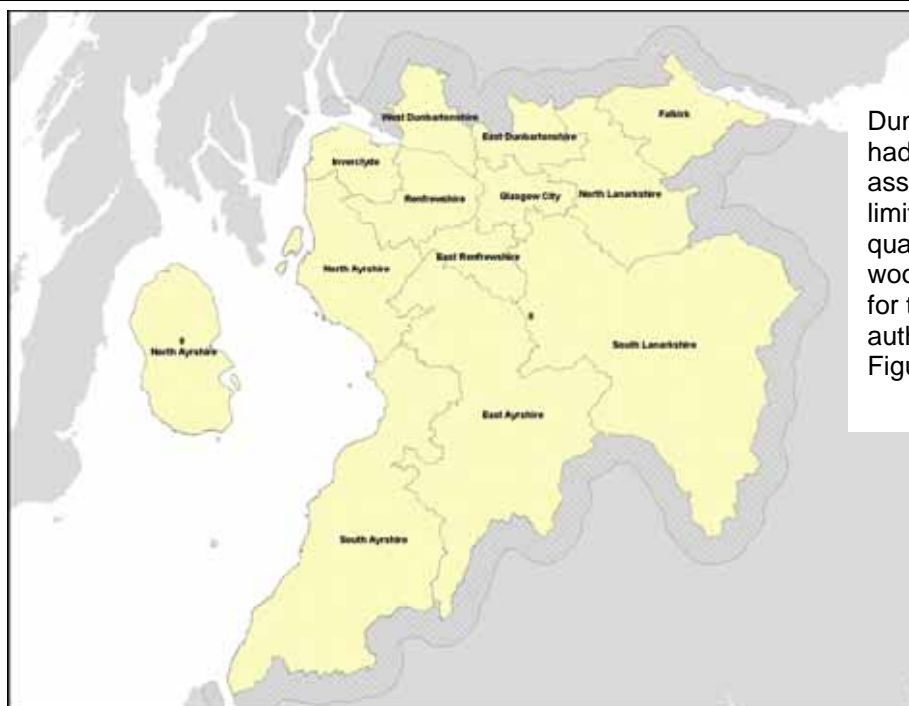 West Dunbartonshire
East Dunbartonshire
Falkirk
Inverclyde
Renfrewshire
Glasgow City
North Lanarkshire
East Renfrewshire
North Ayrshire
North Ayrshire
South Lanarkshire
East Ayrshire
South Ayrshire
Dur
had
ass
limit
qua
woo
for t
auth
Figu